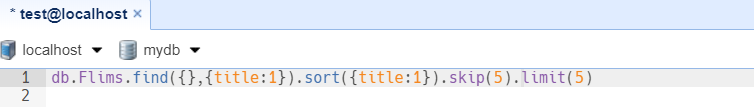 * test@localhost ×
localhost mydb
1 db.Flims.find({},{title:1}).sort({title:1}).skip(5).limit(5)
2